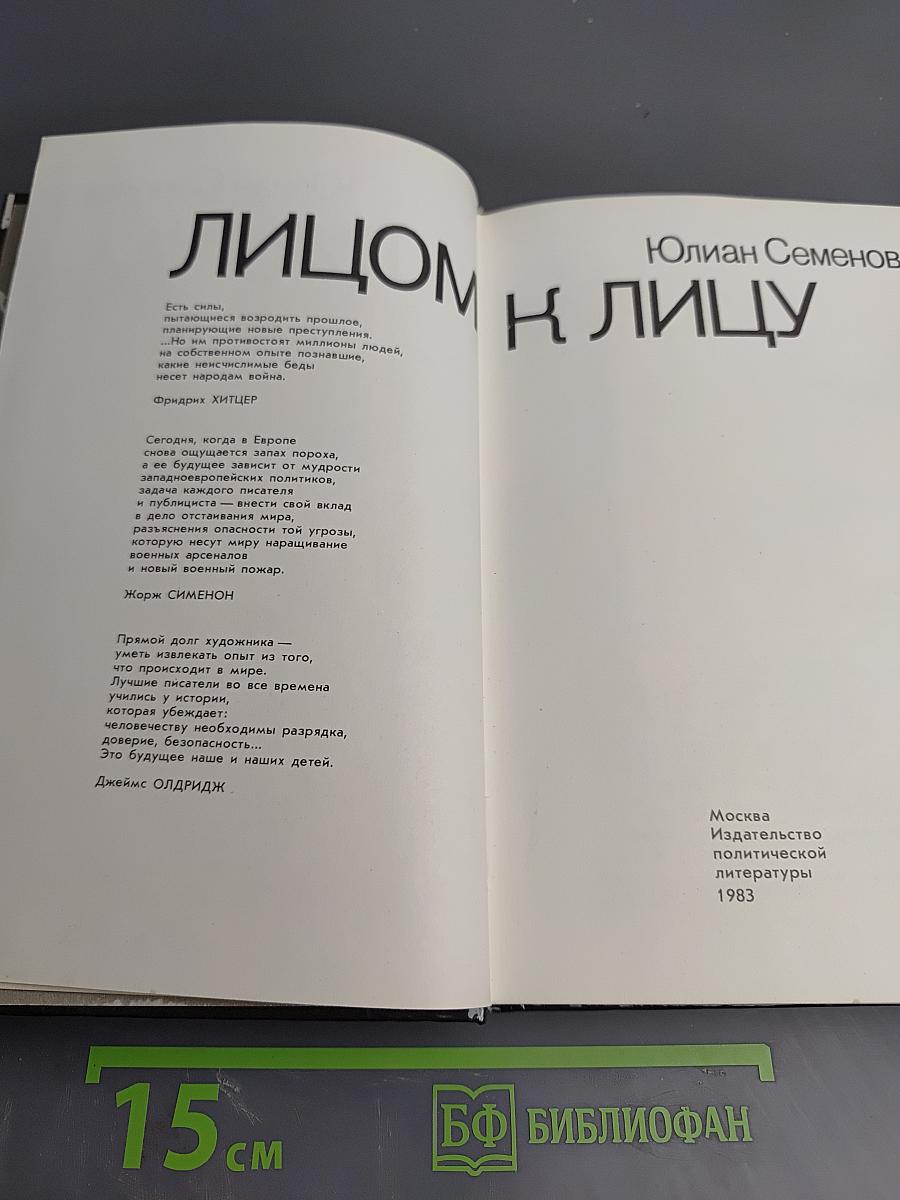 ЛИЦОМ
Есть силы,
пытающиеся возродить прошлое,
планирующие новые преступления.
...Но им противостоят миллионы людей,
на собственном опыте познавшие,
какие неисчислимые беды
несет народам война.
Фридрих ХИТЦЕР
Сегодня, когда в Европе
снова ощущается запах пороха,
а ее будущее зависит от мудрости
западноевропейских политиков,
задача каждого писателя
и публициста — внести свой вклад
в дело отстаивания мира,
разъяснения опасности той угрозы,
которую несут миру наращивание
военных арсеналов
и новый военный пожар.
Жорж СИМЕНОН
Прямой долг художника —
уметь извлекать опыт из того,
что происходит в мире.
Лучшие писатели во все времена
учились у истории,
которая убеждает:
человечеству необходимы разрядка,
доверие, безопасность...
Это будущее наше и наших детей.
Джеймс ОЛДРИДЖ
Юлиан Семенов
К ЛИЦУ
Москва
Издательство
политической
литературы
1983
15 см
БФ БИБЛИОФАН